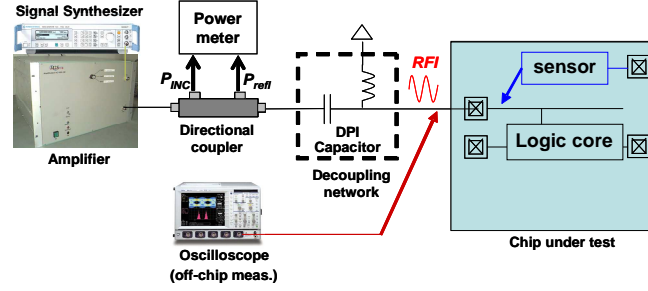 Signal Synthesizer
Power
meter
P_INC
P_refl
Amplifier
Directional
coupler
DPI
Capacitor
Decoupling
network
RFI
sensor
Logic core
Chip under test
Oscilloscope
(off-chip meas.)